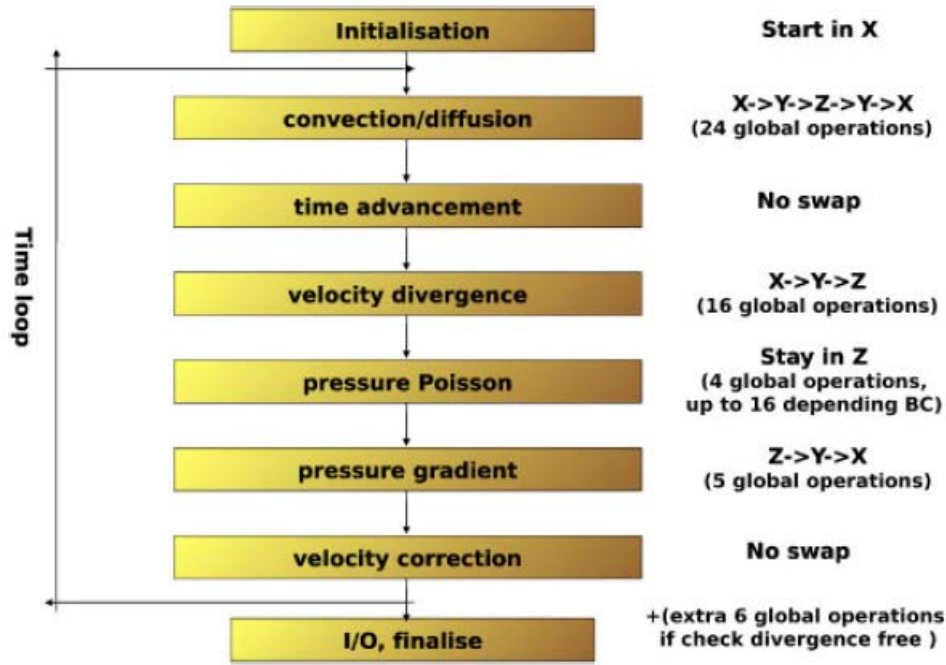 Initialisation
Start in X
convection/diffusion
X->Y->Z->Y->X
(24 global operations)
time advancement
No swap
Time loop
velocity divergence
X->Y->Z
(16 global operations)
pressure Poisson
Stay in Z
(4 global operations,
up to 16 depending BC)
pressure gradient
Z->Y->X
(5 global operations)
velocity correction
No swap
I/O, finalise
+(extra 6 global operations
if check divergence free )